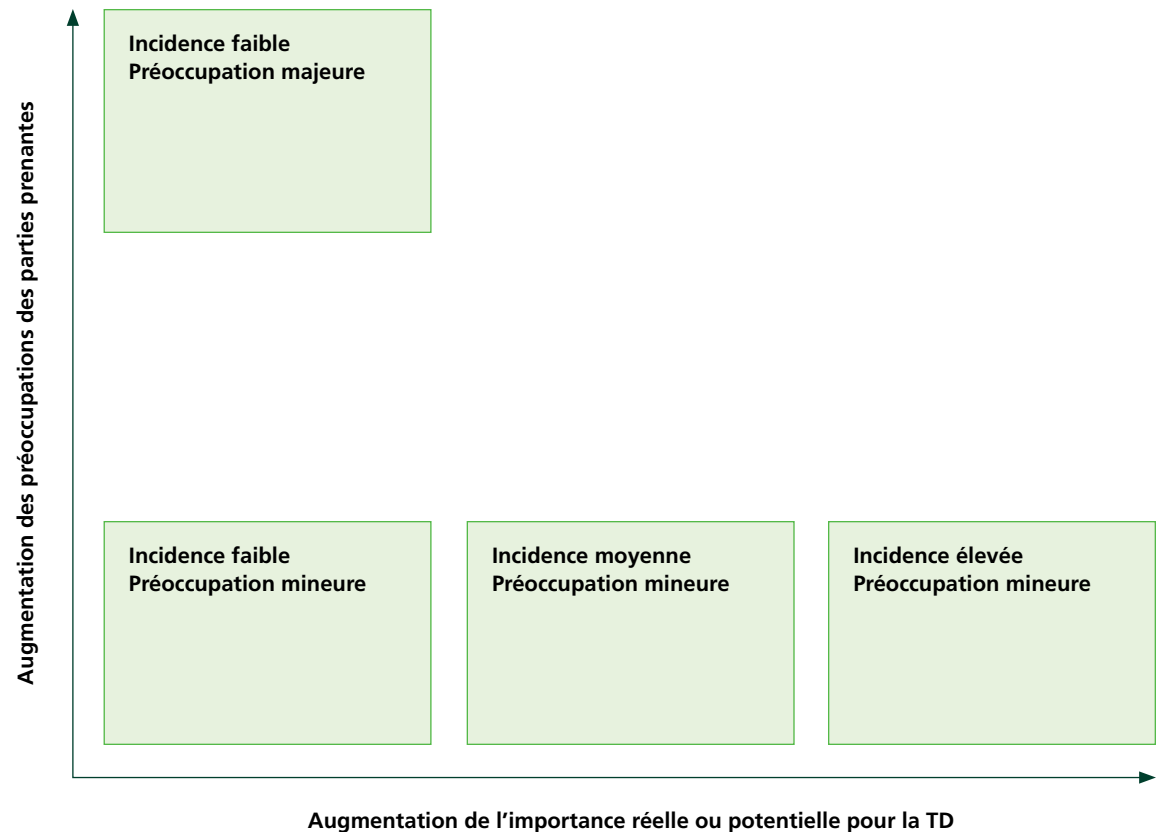 Augmentation des préoccupations des parties prenantes
Incidence faible
Préoccupation majeure
Incidence faible
Préoccupation mineure
Incidence moyenne
Préoccupation mineure
Incidence élevée
Préoccupation mineure
Augmentation de l’importance réelle ou potentielle pour la TD